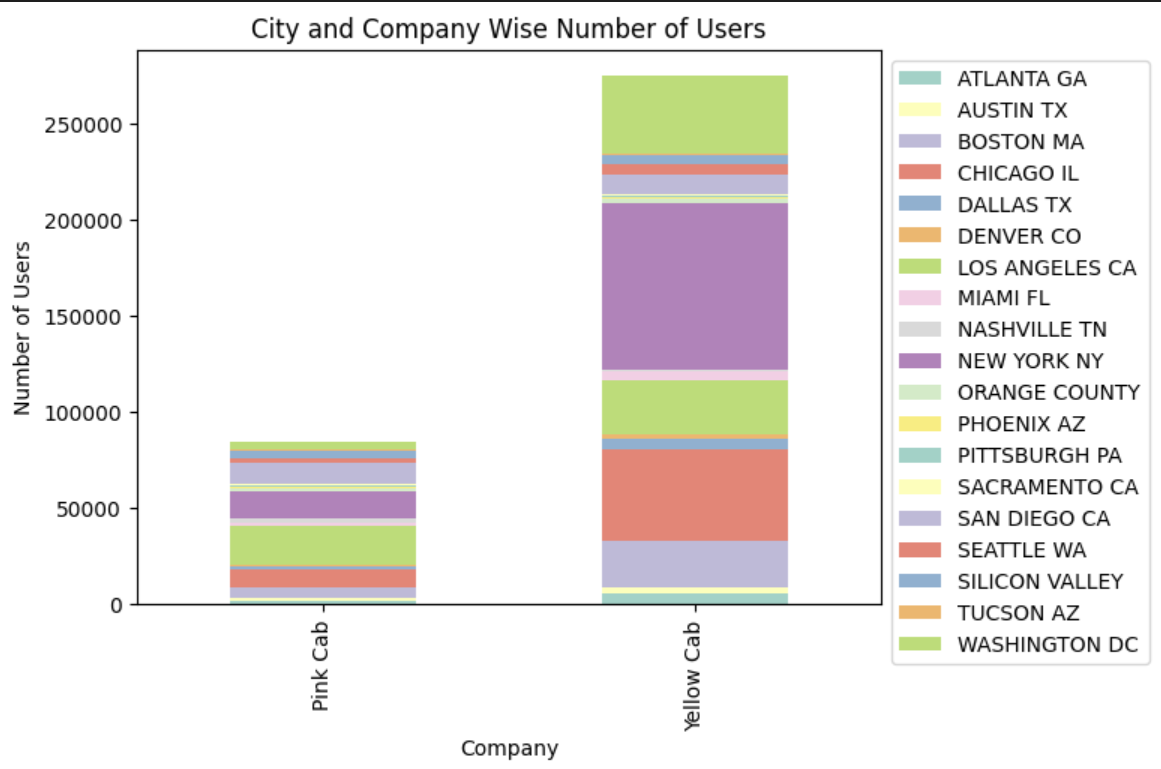 City and Company Wise Number of Users
Number of Users
250000
200000
150000
100000
50000
0
Pink Cab
Yellow Cab
Company
ATLANTA GA
AUSTIN TX
BOSTON MA
CHICAGO IL
DALLAS TX
DENVER CO
LOS ANGELES CA
MIAMI FL
NASHVILLE TN
NEW YORK NY
ORANGE COUNTY
PHOENIX AZ
PITTSBURGH PA
SACRAMENTO CA
SAN DIEGO CA
SEATTLE WA
SILICON VALLEY
TUCSON AZ
WASHINGTON DC